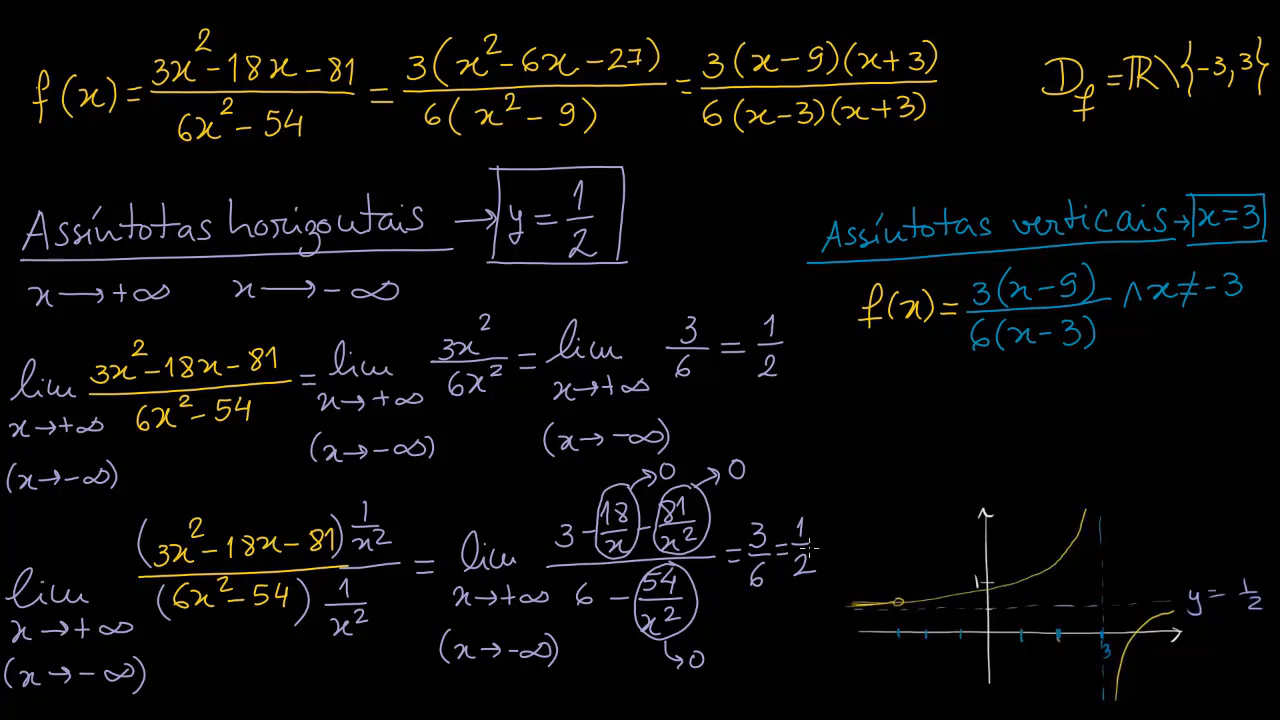 f(x) = (3x² - 18x - 81)/(6x² - 54) = 3(x² - 6x - 27)/6(x² - 9) = 3(x - 9)(x + 3)/6(x - 3)(x + 3)
D_f = ℝ \ {-3, 3}
Assíntotas horizontais → y = 1/2
x → +∞ x → -∞
lim x → +∞ (x → -∞) (3x² - 18x - 81)/(6x² - 54) = lim x → +∞ (x → -∞) 3x²/6x² = lim x → +∞ (x → -∞) 3/6 = 1/2
lim x → +∞ (x → -∞) (3x² - 18x - 81) 1/x² / (6x² - 54) 1/x² = lim x → +∞ (x → -∞) (3 - 18/x - 81/x²)/(6 - 54/x²) = 3/6 = 1/2
→ 0 → 0
→ 0
Assíntotas verticais → x = 3
f(x) = 3(x - 9)/6(x - 3) ∧ x ≠ -3
1
y = 1/2
3